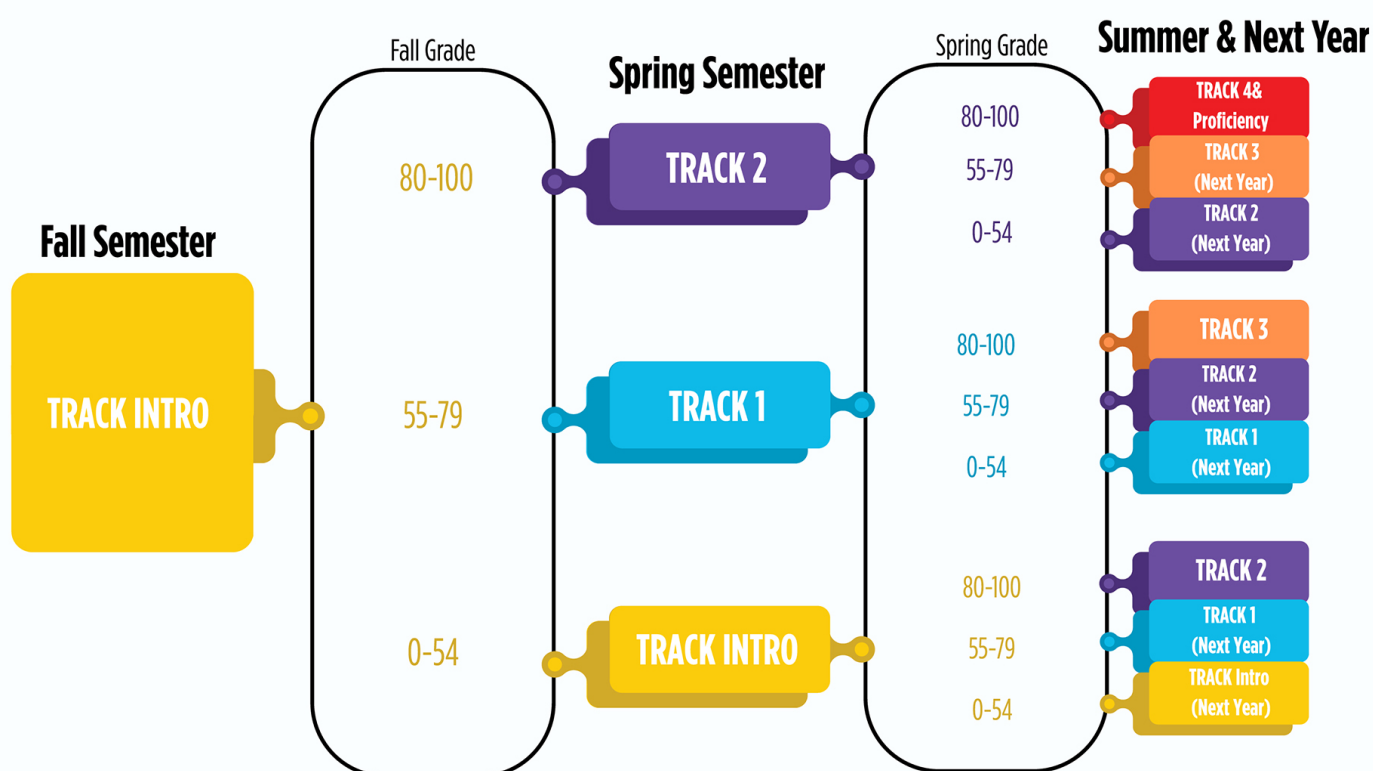 Fall Semester
TRACK INTRO
Fall Grade
80-100
55-79
0-54
Spring Semester
TRACK 2
TRACK 1
TRACK INTRO
Spring Grade
80-100
55-79
0-54
80-100
55-79
0-54
80-100
55-79
0-54
Summer & Next Year
TRACK 4&
Proficiency
TRACK 3
(Next Year)
TRACK 2
(Next Year)
TRACK 3
TRACK 2
(Next Year)
TRACK 1
(Next Year)
TRACK 2
TRACK 1
(Next Year)
TRACK Intro
(Next Year)